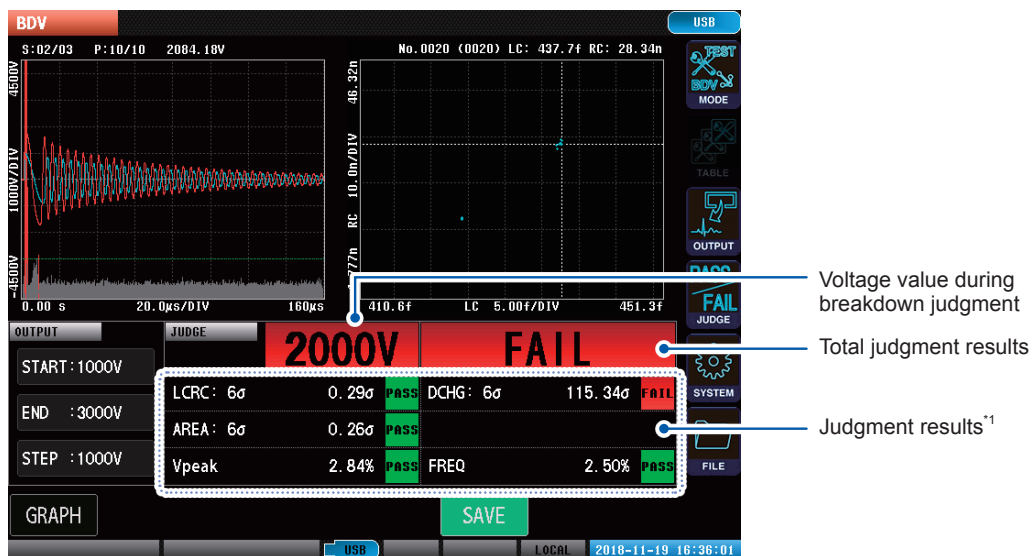 BDV
USB
S:02/03 P:10/10 2084.18V
No.0020 (0020) LC: 437.7f RC: 28.34n
4500V
1000V/DIV
-4500V
0.00 s 20.0µs/DIV 160µs
46.32n
RC 10.0n/DIV
410.6f LC 5.00f/DIV 451.3f
TEST
BDV
MODE
TABLE
OUTPUT
PASS
FAIL
JUDGE
SYSTEM
FILE
Voltage value during
breakdown judgment
Total judgment results
Judgment results*1
OUTPUT
START:1000V
END :3000V
STEP :1000V
JUDGE
2000V FAIL
LCRC: 6σ 0.29σ PASS DCHG: 6σ 115.34σ FAIL
AREA: 6σ 0.26σ PASS
Vpeak 2.84% PASS FREQ 2.50% PASS
GRAPH
SAVE
USB
LOCAL
2018-11-19 16:36:01